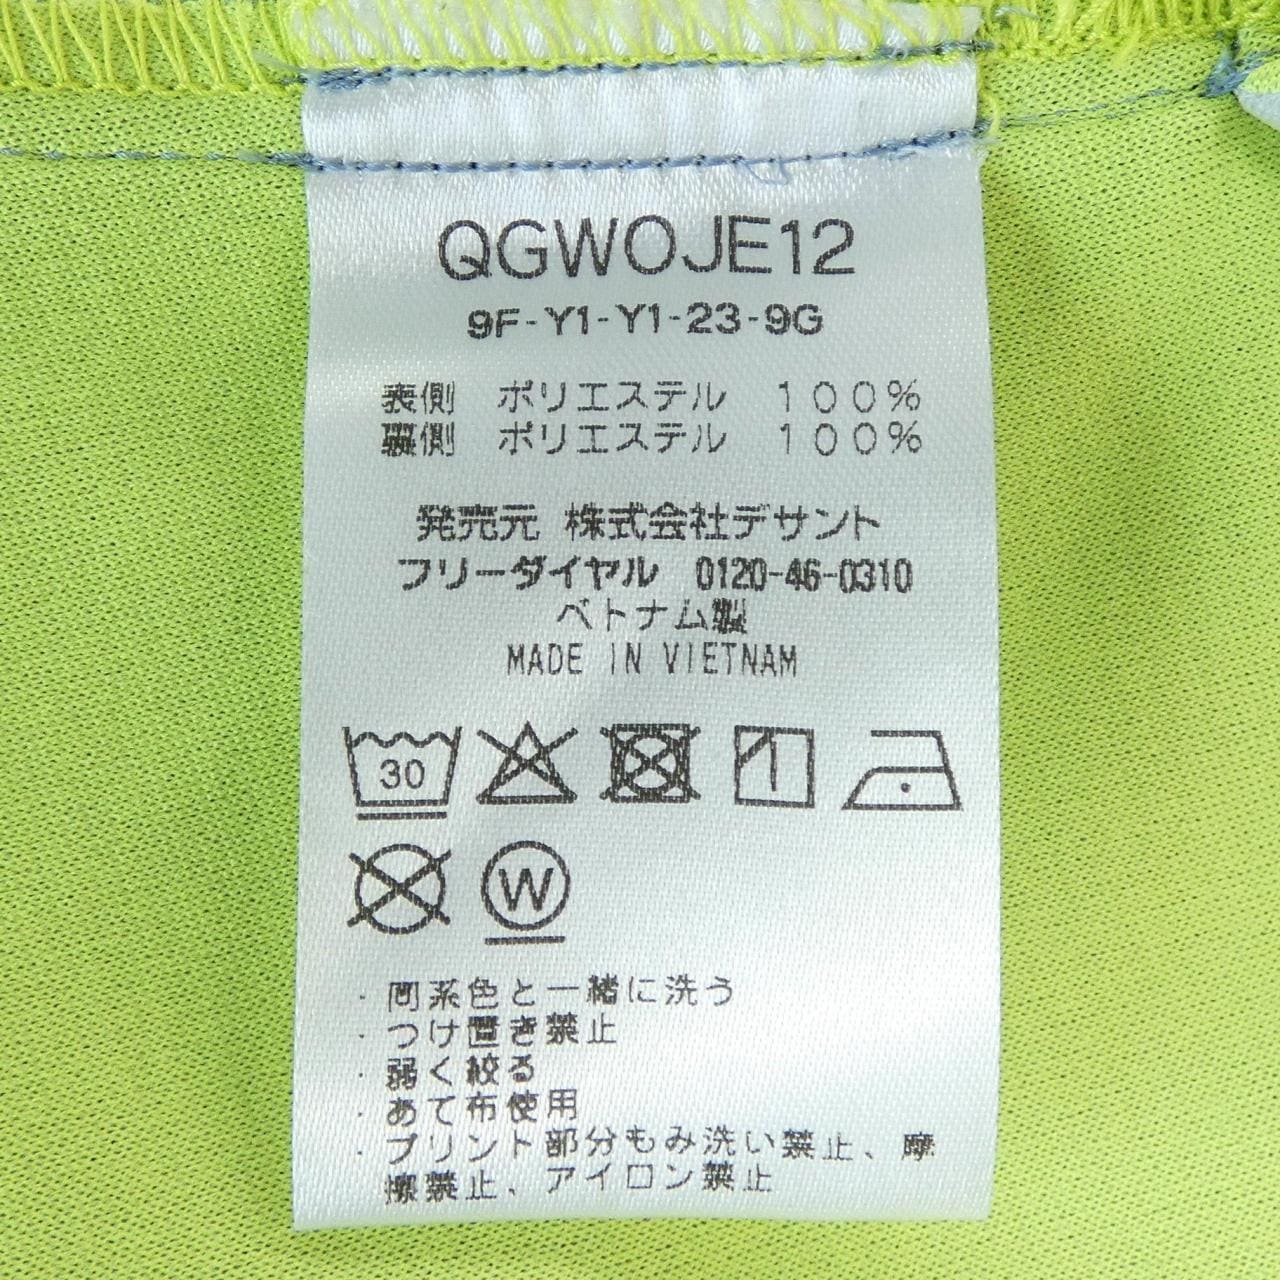 QGWOJE12
9F-Y1-Y1-23-9G
表側 ポリエステル 100%
裏側 ポリエステル 100%
発売元 株式会社デサント
フリーダイヤル 0120-46-0310
ベトナム製
MADE IN VIETNAM
30
W
・同系色と一緒に洗う
・つけ置き禁止
・弱く絞る
・あて布使用
・プリント部分もみ洗い禁止、摩
擦禁止、アイロン禁止